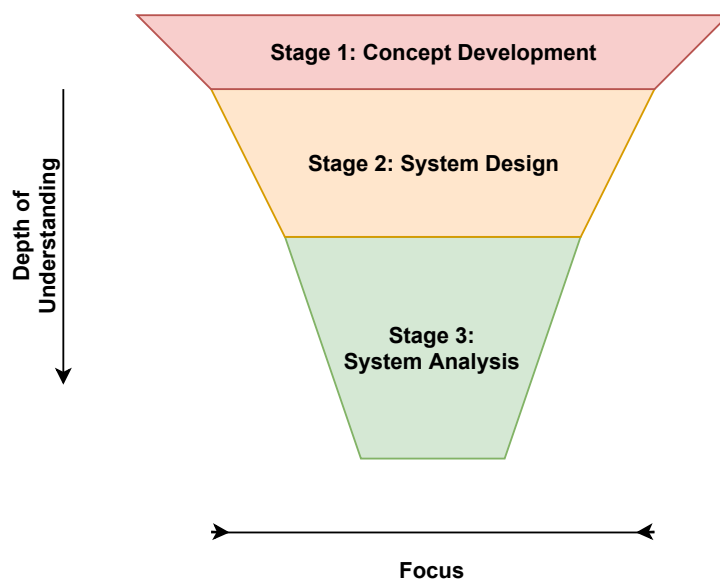 Stage 1: Concept Development
Stage 2: System Design
Depth of
Understanding
Stage 3:
System Analysis
Focus